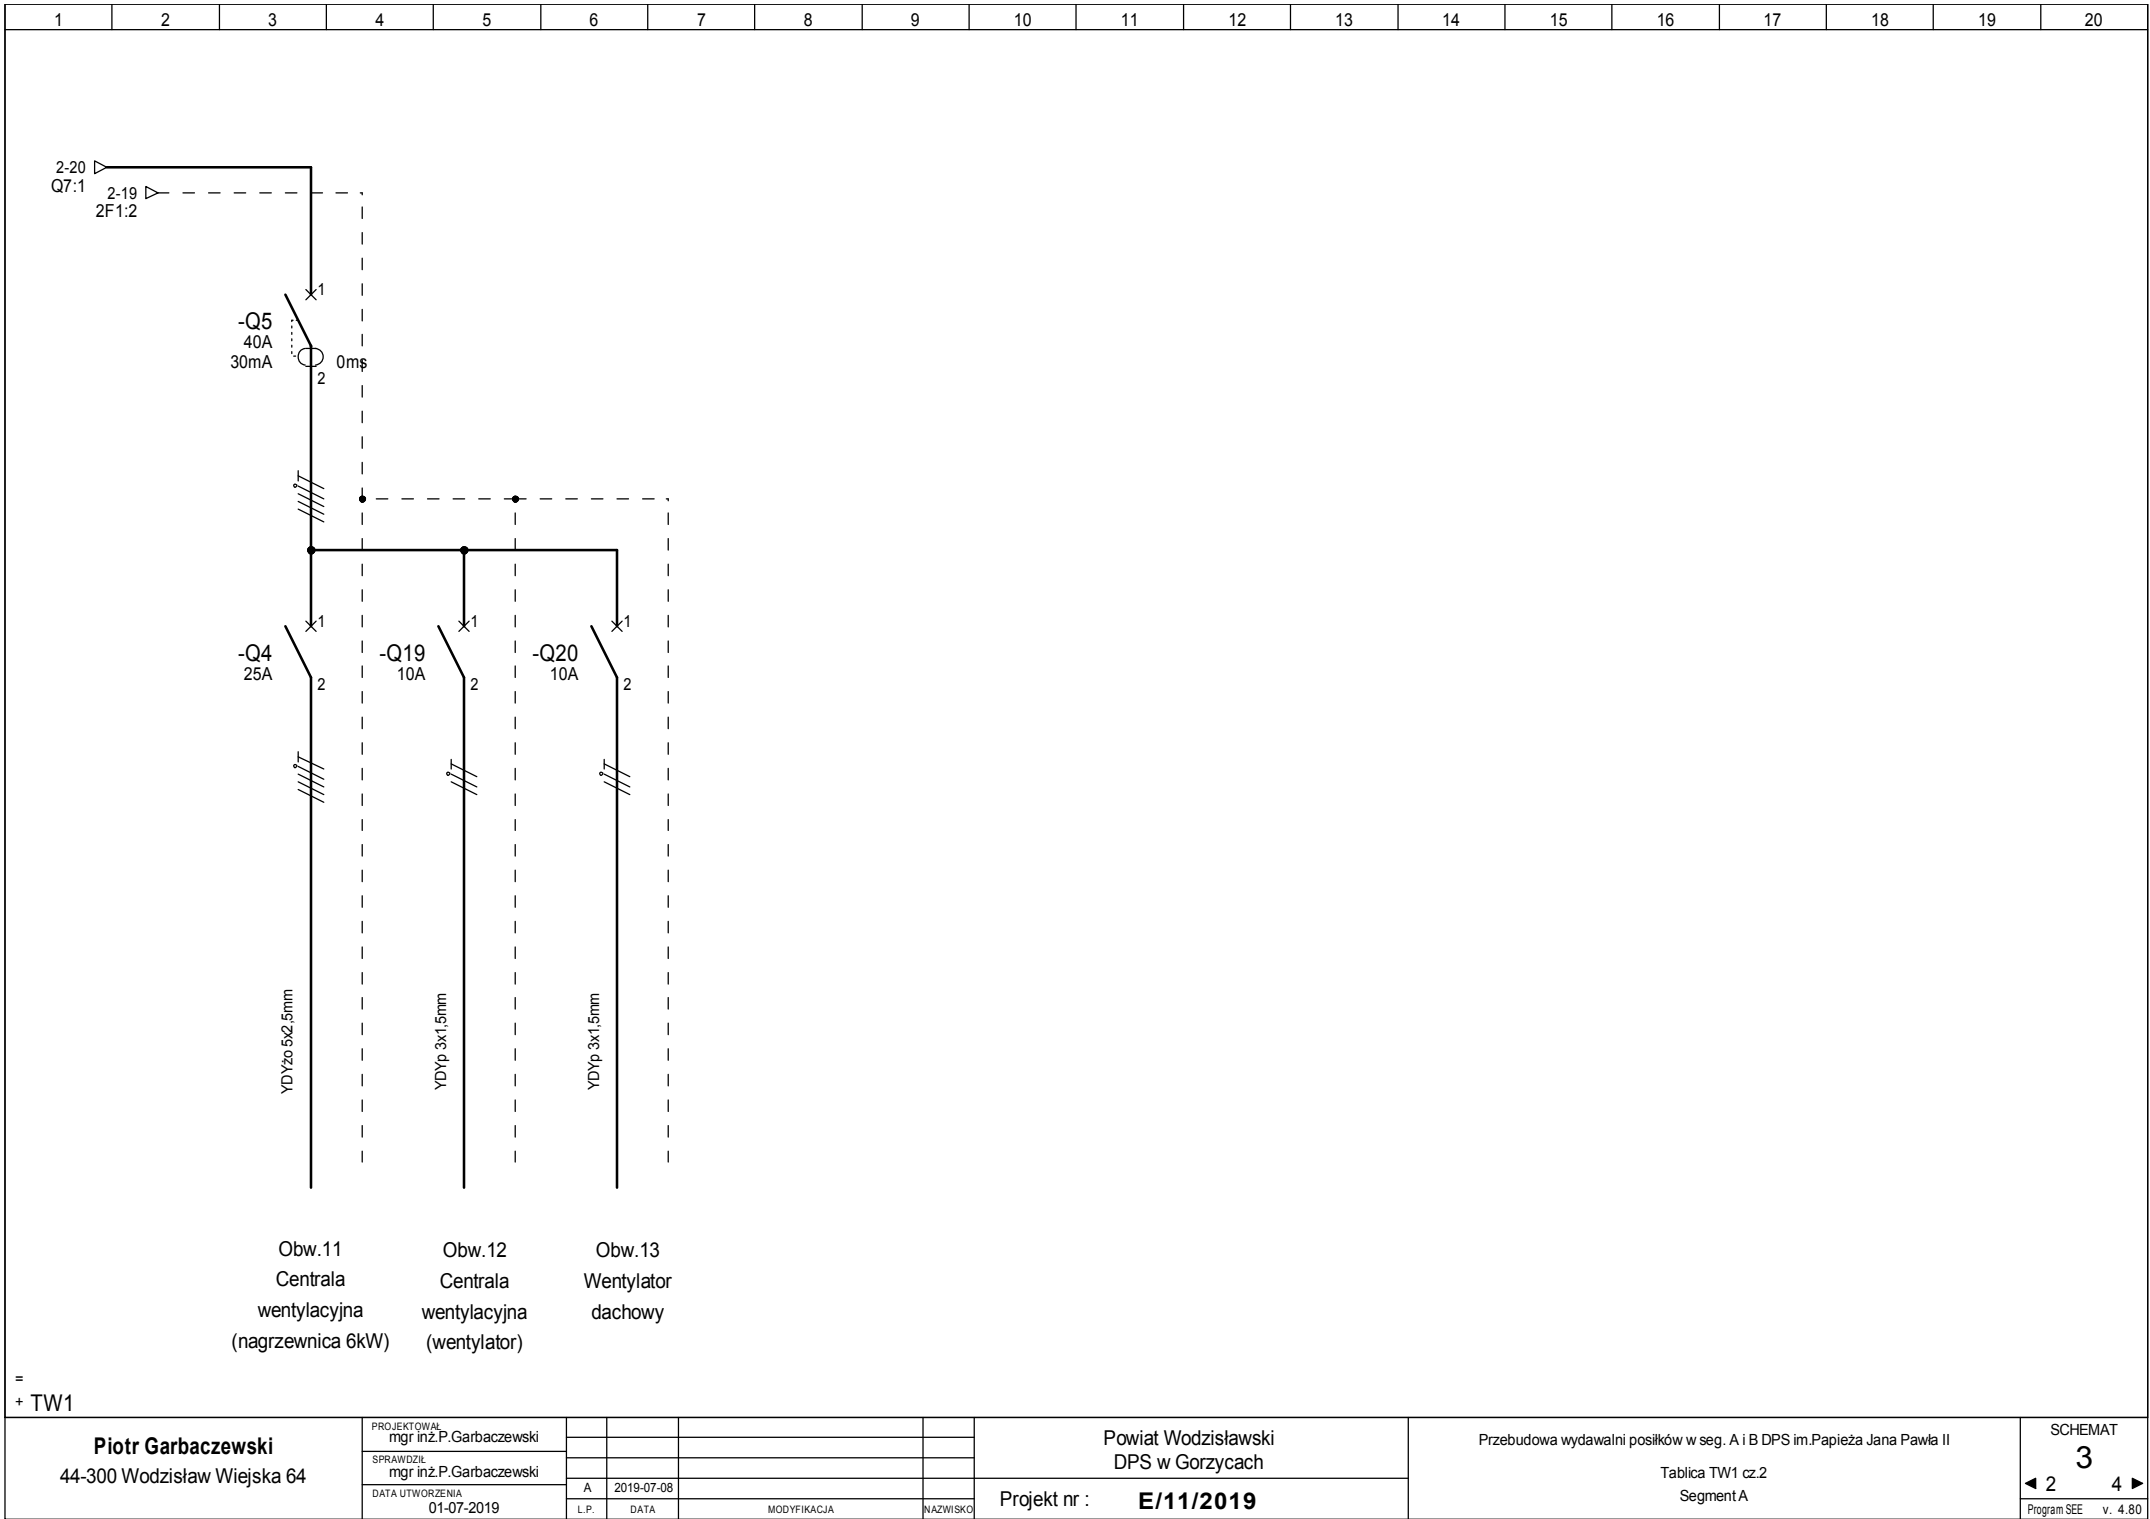 1 2 3 4 5 6 7 8 9 10 11 12 13 14 15 16 17 18 19 20
2-20
Q7:1
2-19
2F1:2
1
-Q5
40A
30mA 0ms
2
1 1 1
-Q4 -Q19 -Q20
25A 10A 10A
2 2 2
YDYżo 5x2,5mm
YDYp 3x1,5mm
YDYp 3x1,5mm
Obw.11
Centrala
wentylacyjna
(nagrzewnica 6kW)
Obw.12
Centrala
wentylacyjna
(wentylator)
Obw.13
Wentylator
dachowy
=
+ TW1
Piotr Garbaczewski
44-300 Wodzisław Wiejska 64
PROJEKTOWAŁ
mgr inż.P.Garbaczewski
SPRAWDZIŁ
mgr inż.P.Garbaczewski
DATA UTWORZENIA
01-07-2019
A 2019-07-08
L.P. DATA MODYFIKACJA NAZWISKO
Powiat Wodzisławski
DPS w Gorzycach
Projekt nr : E/11/2019
Przebudowa wydawalni posiłków w seg. A i B DPS im.Papieża Jana Pawła II
Tablica TW1 cz.2
Segment A
SCHEMAT
3
2 4
Program SEE v. 4.80